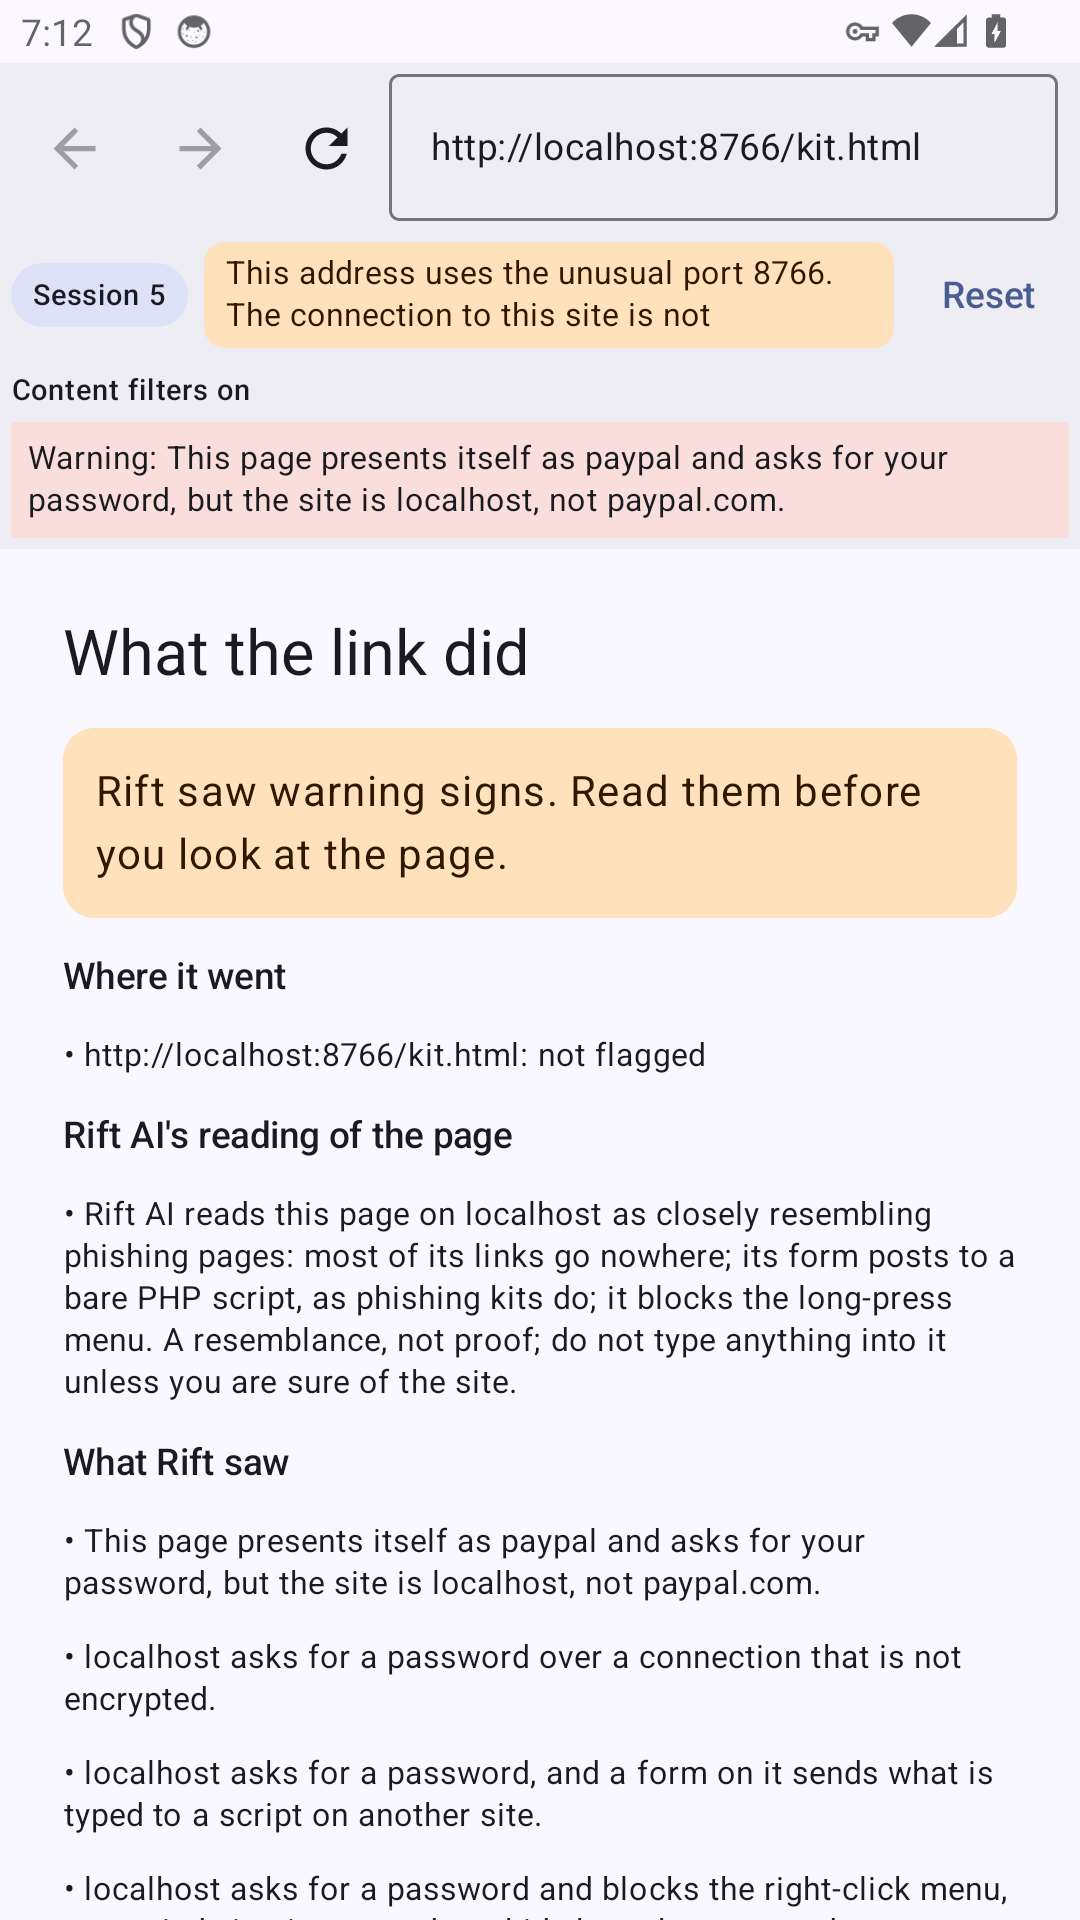 7:12
http://localhost:8766/kit.html
Session 5
This address uses the unusual port 8766.
The connection to this site is not
Reset
Content filters on
Warning: This page presents itself as paypal and asks for your
password, but the site is localhost, not paypal.com.
What the link did
Rift saw warning signs. Read them before
you look at the page.
Where it went
• http://localhost:8766/kit.html: not flagged
Rift AI's reading of the page
• Rift AI reads this page on localhost as closely resembling
phishing pages: most of its links go nowhere; its form posts to a
bare PHP script, as phishing kits do; it blocks the long-press
menu. A resemblance, not proof; do not type anything into it
unless you are sure of the site.
What Rift saw
• This page presents itself as paypal and asks for your
password, but the site is localhost, not paypal.com.
• localhost asks for a password over a connection that is not
encrypted.
• localhost asks for a password, and a form on it sends what is
typed to a script on another site.
• localhost asks for a password and blocks the right-click menu,